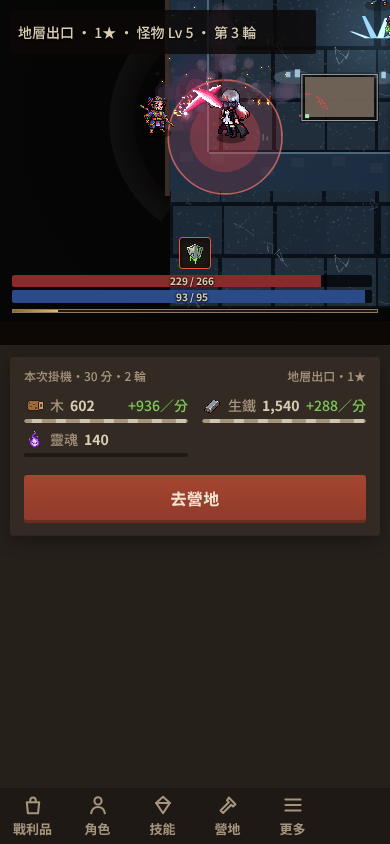 地層出口 • 1★ • 怪物 Lv 5 • 第 3 輪
229 / 266
93 / 95
本次掛機・30 分・2 輪
地層出口・1★
木 602 +936／分
生鐵 1,540 +288／分
靈魂 140
去營地
戰利品 角色 技能 營地 更多